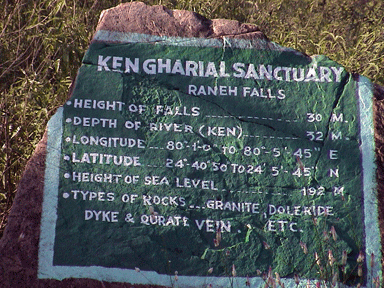 KEN GHARIAL SANCTUARY
RANEH FALLS
• HEIGHT OF FALLS .................. 30 M.
• DEPTH OF RIVER (KEN) .................. 32 M.
• LONGITUDE ... 80°-1'-0" TO 80°-5'-45" E
• LATITUDE ..... 24°-40'50 TO 24°5'-45" N
• HEIGHT OF SEA LEVEL .................. 192 M
• TYPES OF ROCKS... GRANITE, DOLERIDE
DYKE & QURATE VEIN , ETC.